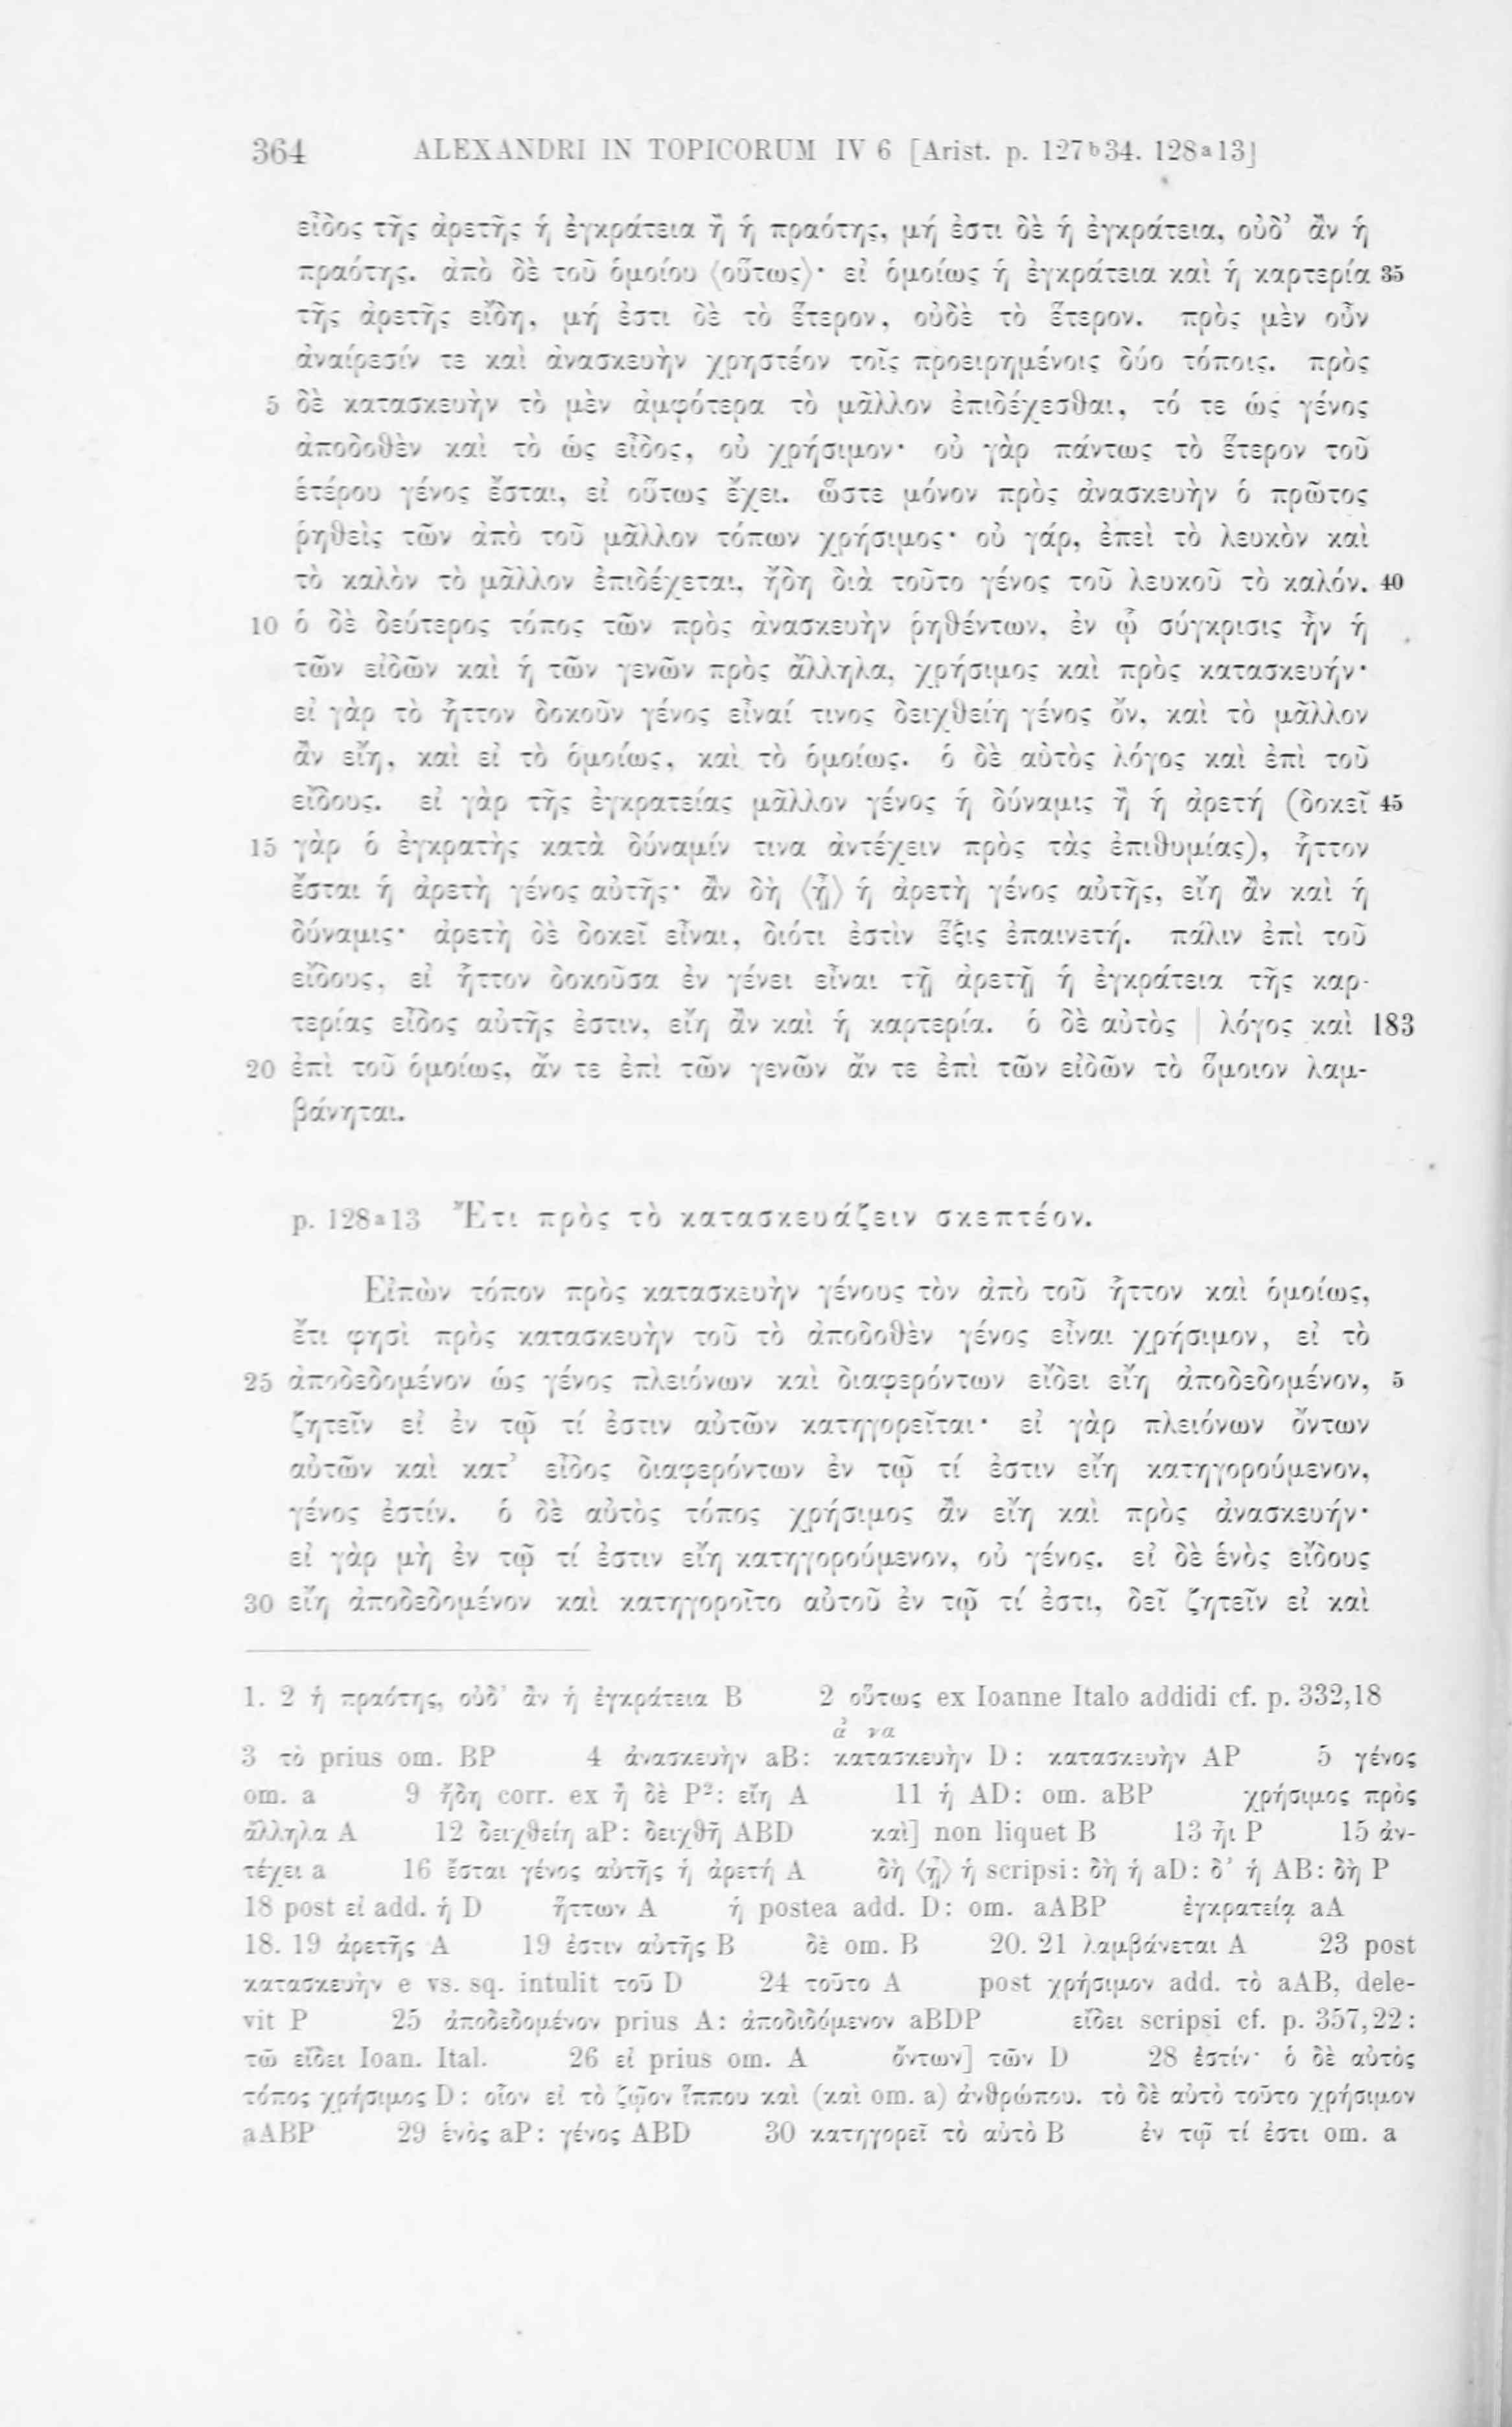 364 ALEXANDRI IN TOPICORUM IV 6 [Arist. p. 127b34. 128a13]
εἶδος τῆς ἀρετῆς ἡ ἐγκράτεια ἢ ἡ πραότης, μή ἐστι δὲ ἡ ἐγκράτεια, οὐδ’ ἂν ἡ
πραότης. ἀπὸ δὲ τοῦ ὁμοίου ⟨οὕτως⟩· εἰ ὁμοίως ἡ ἐγκράτεια καὶ ἡ καρτερία 35
τῆς ἀρετῆς εἴδη, μή ἐστι δὲ τὸ ἕτερον, οὐδὲ τὸ ἕτερον. πρὸς μὲν οὖν
ἀναίρεσίν τε καὶ ἀνασκευὴν χρηστέον τοῖς προειρημένοις δύο τόποις. πρὸς
5 δὲ κατασκευὴν τὸ μὲν ἀμφότερα τὸ μᾶλλον ἐπιδέχεσθαι, τό τε ὡς γένος
ἀποδοθὲν καὶ τὸ ὡς εἶδος, οὐ χρήσιμον· οὐ γὰρ πάντως τὸ ἕτερον τοῦ
ἑτέρου γένος ἔσται, εἰ οὕτως ἔχει. ὥστε μόνον πρὸς ἀνασκευὴν ὁ πρῶτος
ῥηθεὶς τῶν ἀπὸ τοῦ μᾶλλον τόπων χρήσιμος· οὐ γάρ, ἐπεὶ τὸ λευκὸν καὶ
τὸ καλὸν τὸ μᾶλλον ἐπιδέχεται, ἤδη διὰ τοῦτο γένος τοῦ λευκοῦ τὸ καλόν. 40
10 ὁ δὲ δεύτερος τόπος τῶν πρὸς ἀνασκευὴν ῥηθέντων, ἐν ᾧ σύγκρισις ἦν ἡ
τῶν εἰδῶν καὶ ἡ τῶν γενῶν πρὸς ἄλληλα, χρήσιμος καὶ πρὸς κατασκευήν·
εἰ γὰρ τὸ ἧττον δοκοῦν γένος εἶναί τινος δειχθείη γένος ὄν, καὶ τὸ μᾶλλον
ἂν εἴη, καὶ εἰ τὸ ὁμοίως, καὶ τὸ ὁμοίως. ὁ δὲ αὐτὸς λόγος καὶ ἐπὶ τοῦ
εἴδους. εἰ γὰρ τῆς ἐγκρατείας μᾶλλον γένος ἡ δύναμις ἢ ἡ ἀρετή (δοκεῖ 45
15 γὰρ ὁ ἐγκρατὴς κατὰ δύναμίν τινα ἀντέχειν πρὸς τὰς ἐπιθυμίας), ἧττον
ἔσται ἡ ἀρετὴ γένος αὐτῆς· ἂν δὴ ⟨ᾖ⟩ ἡ ἀρετὴ γένος αὐτῆς, εἴη ἂν καὶ ἡ
δύναμις· ἀρετὴ δὲ δοκεῖ εἶναι, διότι ἐστὶν ἕξις ἐπαινετή. πάλιν ἐπὶ τοῦ
εἴδους, εἰ ἧττον δοκοῦσα ἐν γένει εἶναι τῇ ἀρετῇ ἡ ἐγκράτεια τῆς καρ-
τερίας εἶδος αὐτῆς ἐστιν, εἴη ἂν καὶ ἡ καρτερία. ὁ δὲ αὐτὸς | λόγος καὶ 183
20 ἐπὶ τοῦ ὁμοίως, ἄν τε ἐπὶ τῶν γενῶν ἄν τε ἐπὶ τῶν εἰδῶν τὸ ὅμοιον λαμ-
βάνηται.
p. 128a13 Ἔτι πρὸς τὸ κατασκευάζειν σκεπτέον.
Εἰπὼν τόπον πρὸς κατασκευὴν γένους τὸν ἀπὸ τοῦ ἧττον καὶ ὁμοίως,
ἔτι φησὶ πρὸς κατασκευὴν τοῦ τὸ ἀποδοθὲν γένος εἶναι χρήσιμον, εἰ τὸ
25 ἀποδεδομένον ὡς γένος πλειόνων καὶ διαφερόντων εἴδει εἴη ἀποδεδομένον, 5
ζητεῖν εἰ ἐν τῷ τί ἐστιν αὐτῶν κατηγορεῖται· εἰ γὰρ πλειόνων ὄντων
αὐτῶν καὶ κατ’ εἶδος διαφερόντων ἐν τῷ τί ἐστιν εἴη κατηγορούμενον,
γένος ἐστίν. ὁ δὲ αὐτὸς τόπος χρήσιμος ἂν εἴη καὶ πρὸς ἀνασκευήν·
εἰ γὰρ μὴ ἐν τῷ τί ἐστιν εἴη κατηγορούμενον, οὐ γένος. εἰ δὲ ἑνὸς εἴδους
30 εἴη ἀποδεδομένον καὶ κατηγοροῖτο αὐτοῦ ἐν τῷ τί ἐστι, δεῖ ζητεῖν εἰ καὶ
1. 2 ἡ πραότης, οὐδ’ ἂν ἡ ἐγκράτεια B 2 οὕτως ex Ioanne Italo addidi cf. p. 332,18
ἀ να
3 τὸ prius om. BP 4 ἀνασκευὴν aB: κατασκευὴν D: κατασκευὴν AP 5 γένος
om. a 9 ἤδη corr. ex ἢ δὲ P²: εἴη A 11 ἡ AD: om. aBP χρήσιμος πρὸς
ἄλληλα A 12 δειχθείη aP: δειχθῇ ABD καὶ] non liquet B 13 ἦι P 15 ἀν-
τέχει a 16 ἔσται γένος αὐτῆς ἡ ἀρετή A δὴ ⟨ᾖ⟩ ἡ scripsi: δὴ ἡ aD: δ’ ἡ AB: δὴ P
18 post εἰ add. ἡ D ἥττων A ἡ postea add. D: om. aABP ἐγκρατείᾳ aA
18. 19 ἀρετῆς A 19 ἐστιν αὐτῆς B δὲ om. B 20. 21 λαμβάνεται A 23 post
κατασκευὴν e vs. sq. intulit τοῦ D 24 τοῦτο A post χρήσιμον add. τὸ aAB, dele-
vit P 25 ἀποδεδομένον prius A: ἀποδιδόμενον aBDP εἴδει scripsi cf. p. 357,22:
τῶ εἴδει Ioan. Ital. 26 εἰ prius om. A ὄντων] τῶν D 28 ἐστίν· ὁ δὲ αὐτὸς
τόπος χρήσιμος D: οἷον εἰ τὸ ζῷον ἵππου καὶ (καὶ om. a) ἀνθρώπου. τὸ δὲ αὐτὸ τοῦτο χρήσιμον
aABP 29 ἑνὸς aP: γένος ABD 30 κατηγορεῖ τὸ αὐτὸ B ἐν τῷ τί ἐστι om. a